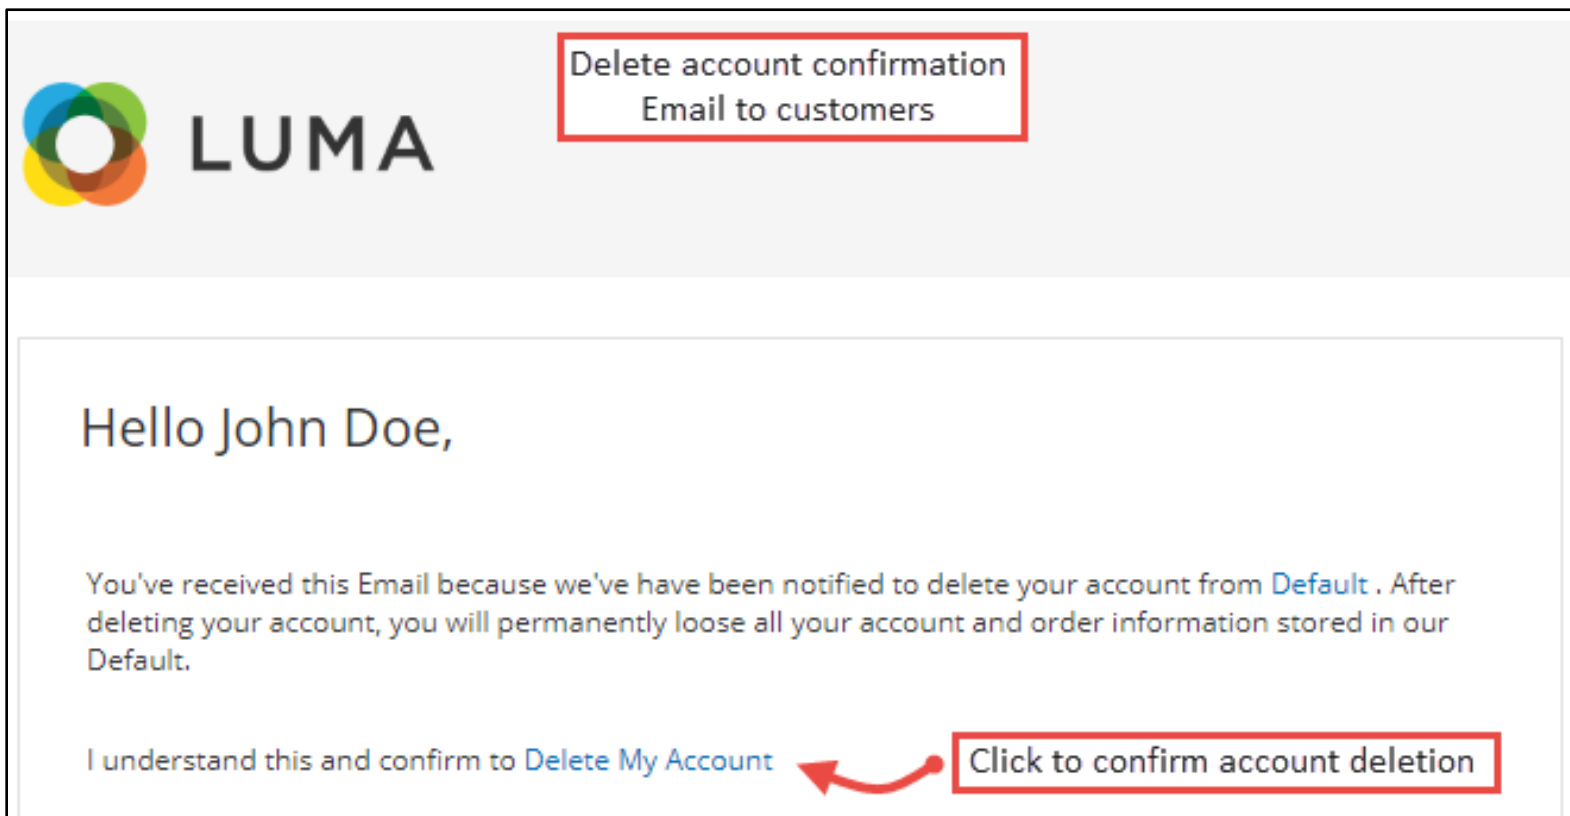 Delete account confirmation
Email to customers
LUMA
Hello John Doe,
You've received this Email because we've have been notified to delete your account from Default . After
deleting your account, you will permanently loose all your account and order information stored in our
Default.
I understand this and confirm to Delete My Account
Click to confirm account deletion